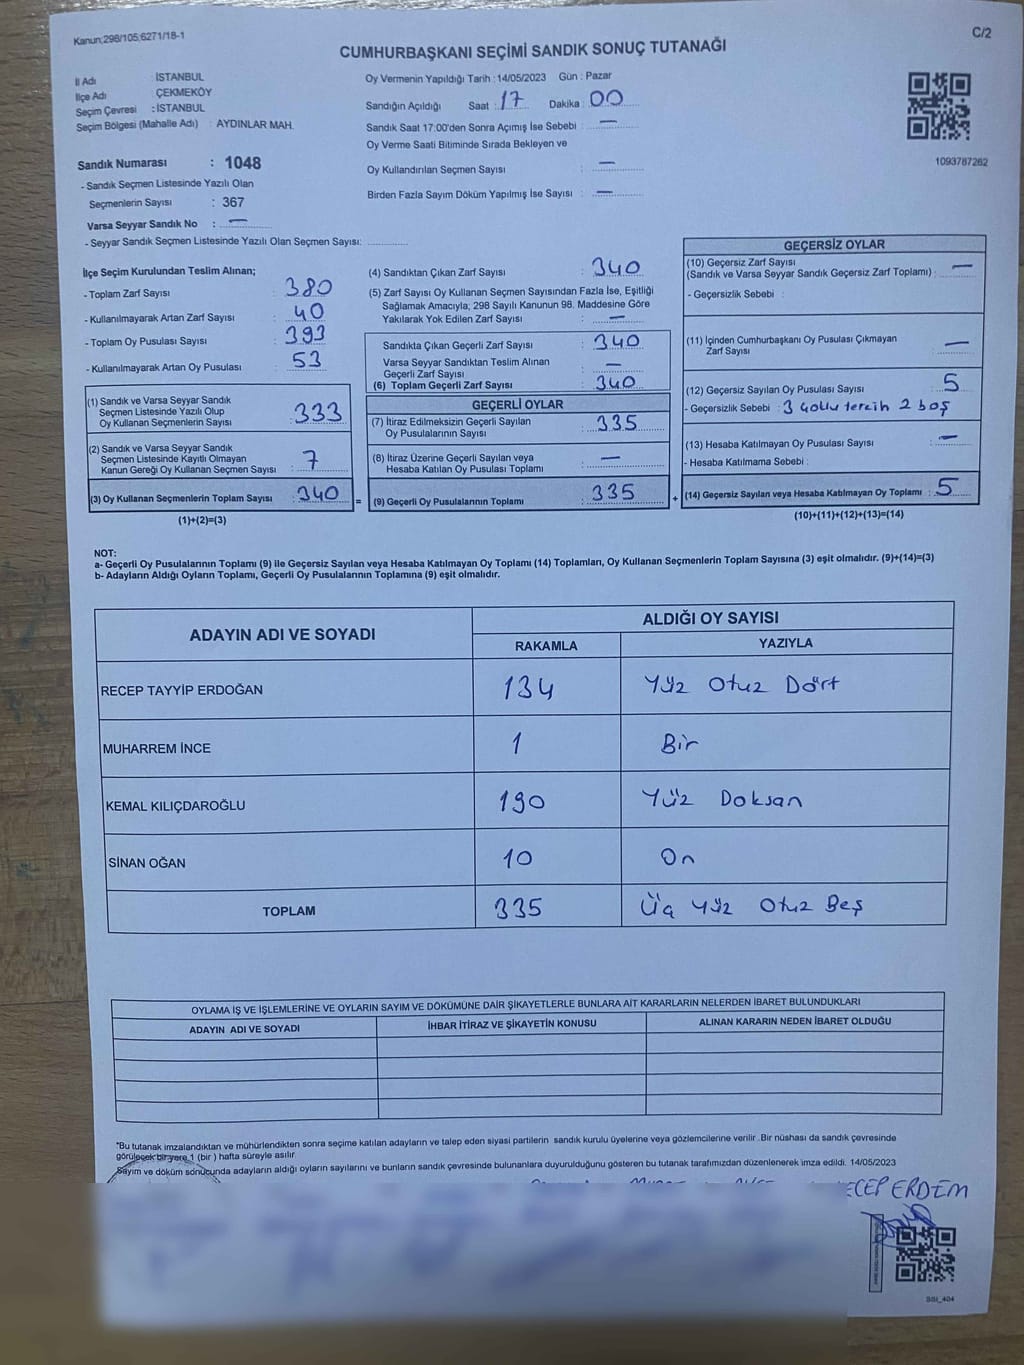 Kanun;298/105;6271/18-1
C/2
CUMHURBAŞKANI SEÇİMİ SANDIK SONUÇ TUTANAĞI
İl Adı : İSTANBUL
İlçe Adı : ÇEKMEKÖY
Seçim Çevresi : İSTANBUL
Seçim Bölgesi (Mahalle Adı) : AYDINLAR MAH.
Sandık Numarası : 1048
- Sandık Seçmen Listesinde Yazılı Olan
Seçmenlerin Sayısı : 367
Varsa Seyyar Sandık No : —
- Seyyar Sandık Seçmen Listesinde Yazılı Olan Seçmen Sayısı:
Oy Vermenin Yapıldığı Tarih : 14/05/2023 Gün : Pazar
Sandığın Açıldığı Saat : 17 Dakika : 00
Sandık Saat 17:00'den Sonra Açımış İse Sebebi : —
Oy Verme Saati Bitiminde Sırada Bekleyen ve
Oy Kullandırılan Seçmen Sayısı : —
Birden Fazla Sayım Döküm Yapılmış İse Sayısı : —
1093787262
İlçe Seçim Kurulundan Teslim Alınan;
- Toplam Zarf Sayısı : 380
- Kullanılmayarak Artan Zarf Sayısı : 40
- Toplam Oy Pusulası Sayısı : 393
- Kullanılmayarak Artan Oy Pusulası : 53
(1) Sandık ve Varsa Seyyar Sandık
Seçmen Listesinde Yazılı Olup
Oy Kullanan Seçmenlerin Sayısı : 333
(2) Sandık ve Varsa Seyyar Sandık
Seçmen Listesinde Kayıtlı Olmayan
Kanun Gereği Oy Kullanan Seçmen Sayısı : 7
(3) Oy Kullanan Seçmenlerin Toplam Sayısı : 340 =
(1)+(2)=(3)
(4) Sandıktan Çıkan Zarf Sayısı : 340
(5) Zarf Sayısı Oy Kullanan Seçmen Sayısından Fazla İse, Eşitliği
Sağlamak Amacıyla, 298 Sayılı Kanunun 98. Maddesine Göre
Yakılarak Yok Edilen Zarf Sayısı : —
Sandıkta Çıkan Geçerli Zarf Sayısı : 340
Varsa Seyyar Sandıktan Teslim Alınan
Geçerli Zarf Sayısı : —
(6) Toplam Geçerli Zarf Sayısı : 340
GEÇERLİ OYLAR
(7) İtiraz Edilmeksizin Geçerli Sayılan
Oy Pusulalarının Sayısı : 335
(8) İtiraz Üzerine Geçerli Sayılan veya
Hesaba Katılan Oy Pusulası Toplamı : —
(9) Geçerli Oy Pusulalarının Toplamı : 335 +
GEÇERSİZ OYLAR
(10) Geçersiz Zarf Sayısı
(Sandık ve Varsa Seyyar Sandık Geçersiz Zarf Toplamı) : —
- Geçersizlik Sebebi :
(11) İçinden Cumhurbaşkanı Oy Pusulası Çıkmayan
Zarf Sayısı : —
(12) Geçersiz Sayılan Oy Pusulası Sayısı : 5
- Geçersizlik Sebebi : 3 çoklu tercih 2 boş
(13) Hesaba Katılmayan Oy Pusulası Sayısı : —
- Hesaba Katılmama Sebebi :
(14) Geçersiz Sayılan veya Hesaba Katılmayan Oy Toplamı : 5
(10)+(11)+(12)+(13)=(14)
NOT:
a- Geçerli Oy Pusulalarının Toplamı (9) ile Geçersiz Sayılan veya Hesaba Katılmayan Oy Toplamı (14) Toplamları, Oy Kullanan Seçmenlerin Toplam Sayısına (3) eşit olmalıdır. (9)+(14)=(3)
b- Adayların Aldığı Oyların Toplamı, Geçerli Oy Pusulalarının Toplamına (9) eşit olmalıdır.
ADAYIN ADI VE SOYADI
ALDIĞI OY SAYISI
RAKAMLA YAZIYLA
RECEP TAYYİP ERDOĞAN 134 Yüz Otuz Dört
MUHARREM İNCE 1 Bir
KEMAL KILIÇDAROĞLU 190 Yüz Doksan
SİNAN OĞAN 10 On
TOPLAM 335 Üç Yüz Otuz Beş
OYLAMA İŞ VE İŞLEMLERİNE VE OYLARIN SAYIM VE DÖKÜMÜNE DAİR ŞİKAYETLERLE BUNLARA AİT KARARLARIN NELERDEN İBARET BULUNDUKLARI
ADAYIN ADI VE SOYADI İHBAR İTİRAZ VE ŞİKAYETİN KONUSU ALINAN KARARIN NEDEN İBARET OLDUĞU
*Bu tutanak imzalandıktan ve mühürlendikten sonra seçime katılan adayların ve talep eden siyasi partilerin sandık kurulu üyelerine veya gözlemcilerine verilir. Bir nüshası da sandık çevresinde
görülecek bir yere 1 (bir) hafta süreyle asılır.
Sayım ve döküm sonucunda adayların aldığı oyların sayılarını ve bunların sandık çevresinde bulunanlara duyurulduğunu gösteren bu tutanak tarafımızdan düzenlenerek imza edildi. 14/05/2023
ECEP ERDEM
SSI_404